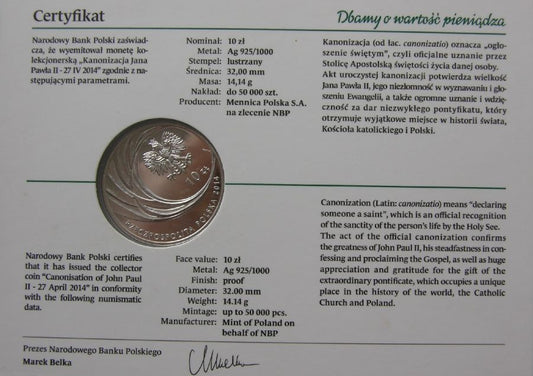 Certyfikat
Dbamy o wartość pieniądza
Narodowy Bank Polski zaświad-
cza, że wyemitował monetę ko-
lekcjonerską „Kanonizacja Jana
Pawła II - 27 IV 2014” zgodnie z na-
stępującymi parametrami.
Nominał: 10 zł
Metal: Ag 925/1000
Stempel: lustrzany
Średnica: 32,00 mm
Masa: 14,14 g
Nakład: do 50 000 szt.
Producent: Mennica Polska S.A.
na zlecenie NBP
Kanonizacja (od łac. canonizatio) oznacza „ogło-
szenie świętym”, czyli oficjalne uznanie przez
Stolicę Apostolską świętości życia danej osoby.
Akt uroczystej kanonizacji potwierdza wielkość
Jana Pawła II, jego niezłomność w wyznawaniu i gło-
szeniu Ewangelii, a także ogromne uznanie i wdzię-
czność za dar niezwykłego pontyfikatu, który
otrzymuje wyjątkowe miejsce w historii świata,
Kościoła katolickiego i Polski.
10 zł
RZECZPOSPOLITA POLSKA 2014
Narodowy Bank Polski certifies
that it has issued the collector
coin “Canonisation of John Paul
II - 27 April 2014” in conformity
with the following numismatic
data.
Face value: 10 zł
Metal: Ag 925/1000
Finish: proof
Diameter: 32.00 mm
Weight: 14.14 g
Mintage: up to 50 000 pcs.
Manufacturer: Mint of Poland on
behalf of NBP
Canonization (Latin: canonizatio) means “declaring
someone a saint”, which is an official recognition
of the sanctity of the person’s life by the Holy See.
The act of the official canonization confirms
the greatness of John Paul II, his steadfastness in con-
fessing and proclaiming the Gospel, as well as huge
appreciation and gratitude for the gift of the
extraordinary pontificate, which occupies a unique
place in the history of the world, the Catholic
Church and Poland.
Prezes Narodowego Banku Polskiego
Marek Belka